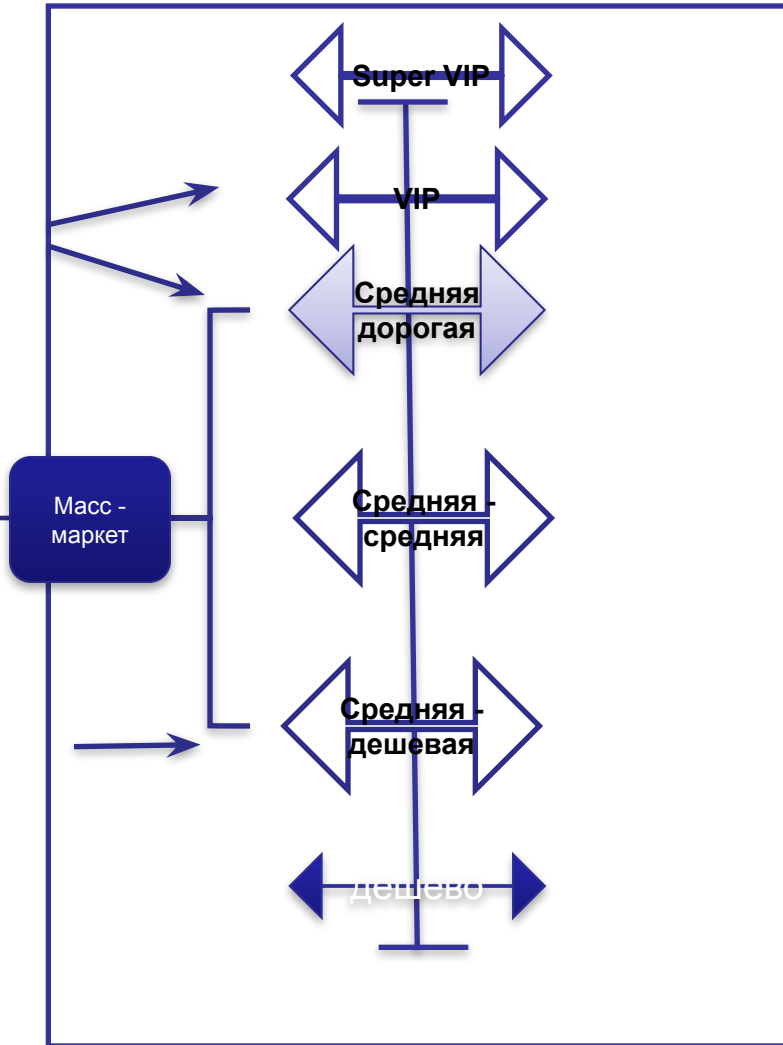 Super VIP
VIP
Средняя
дорогая
Масс -
маркет
Средняя -
средняя
Средняя -
дешевая
дешево